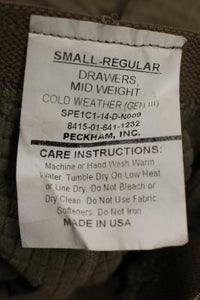 SMALL-REGULAR
DRAWERS,
MID WEIGHT
COLD WEATHER (GEN III)
SPE1C1-14-D-N009
8415-01-641-1232
PECKHAM, INC.
CARE INSTRUCTIONS:
Machine or Hand Wash Warm
Water, Tumble Dry On Low Heat
or Line Dry. Do Not Bleach or
Dry Clean. Do Not Use Fabric
Softeners. Do Not Iron
MADE IN USA